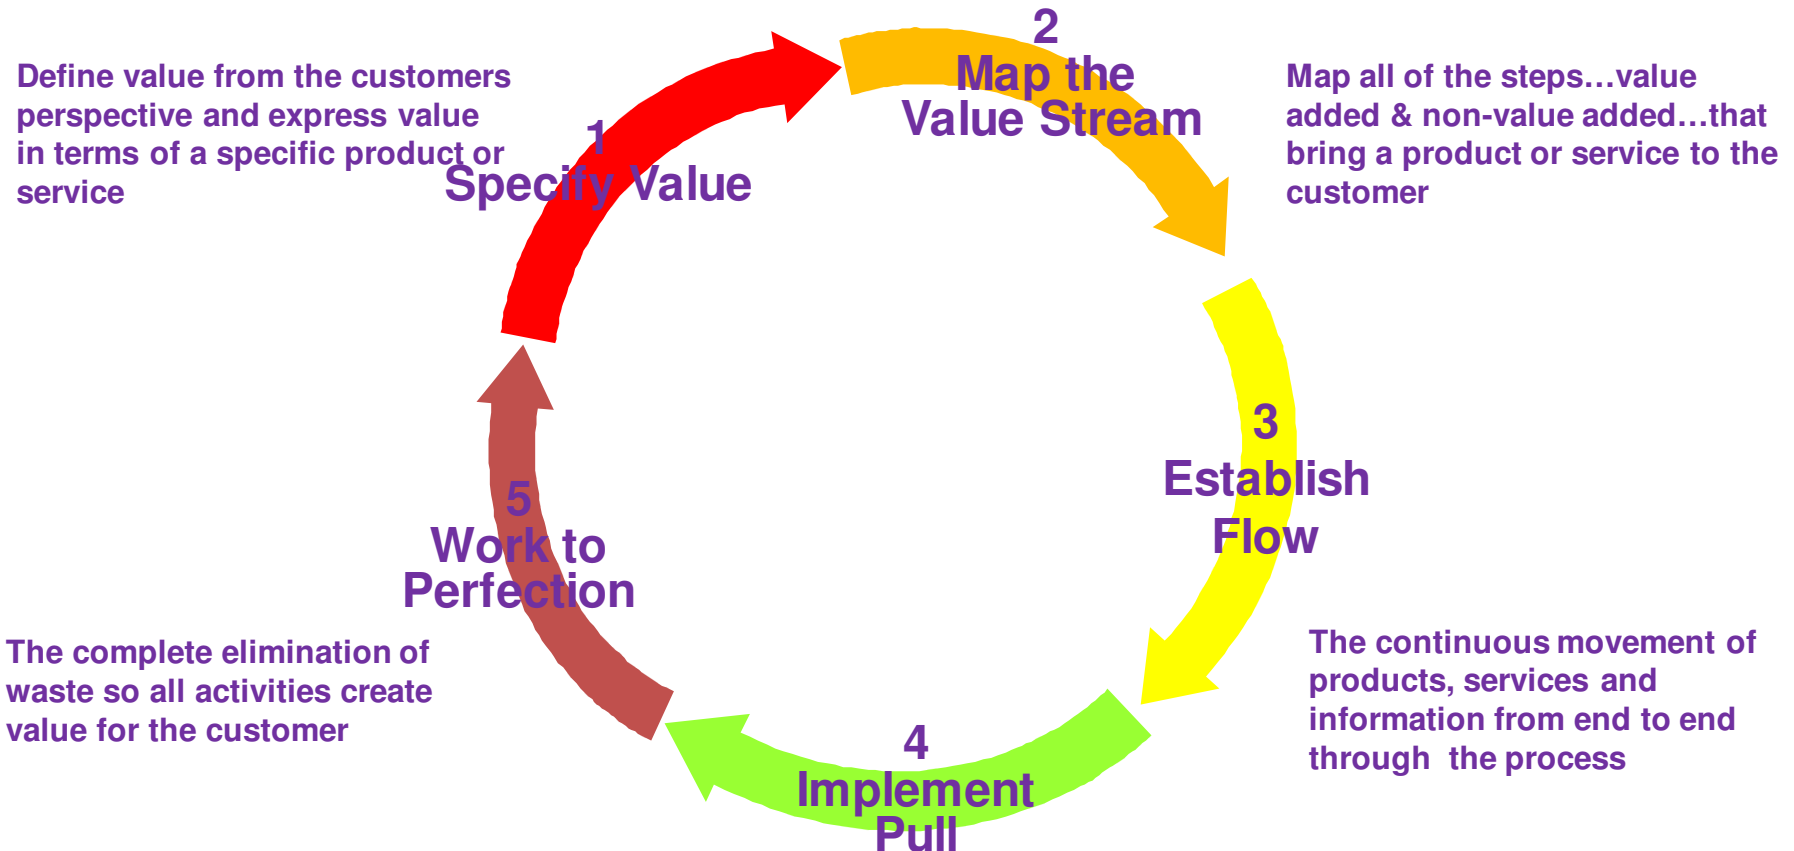 Define value from the customers
perspective and express value
in terms of a specific product or
service
1
Specify Value
2
Map the
Value Stream
Map all of the steps…value
added & non-value added…that
bring a product or service to the
customer
3
Establish
Flow
The continuous movement of
products, services and
information from end to end
through the process
4
Implement
Pull
5
Work to
Perfection
The complete elimination of
waste so all activities create
value for the customer